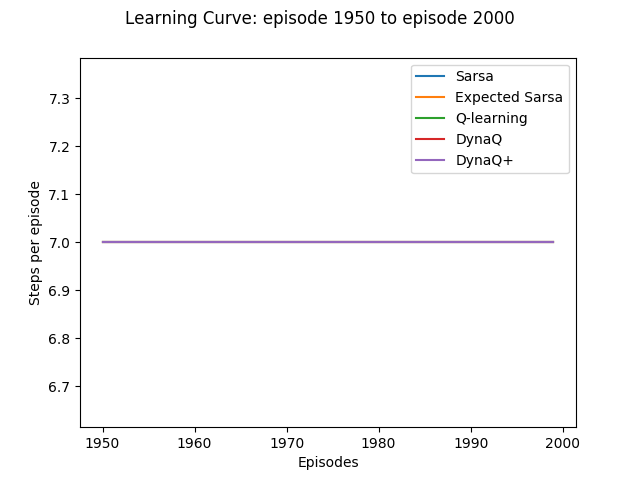 Learning Curve: episode 1950 to episode 2000
Sarsa
Expected Sarsa
Q-learning
DynaQ
DynaQ+
7.3
7.2
7.1
7.0
6.9
6.8
6.7
Steps per episode
1950 1960 1970 1980 1990 2000
Episodes